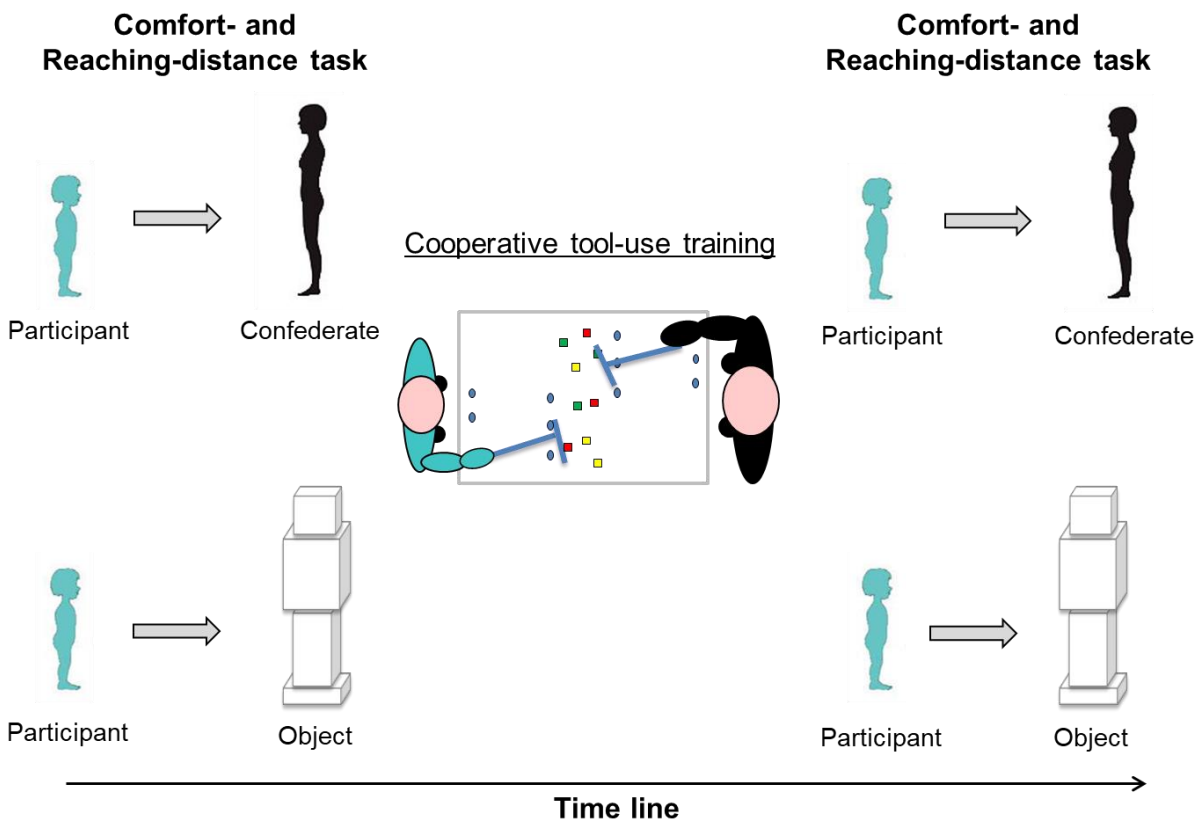 Comfort- and
Reaching-distance task
Comfort- and
Reaching-distance task
Participant
Confederate
Cooperative tool-use training
Participant
Confederate
Participant
Object
Participant
Object
Time line